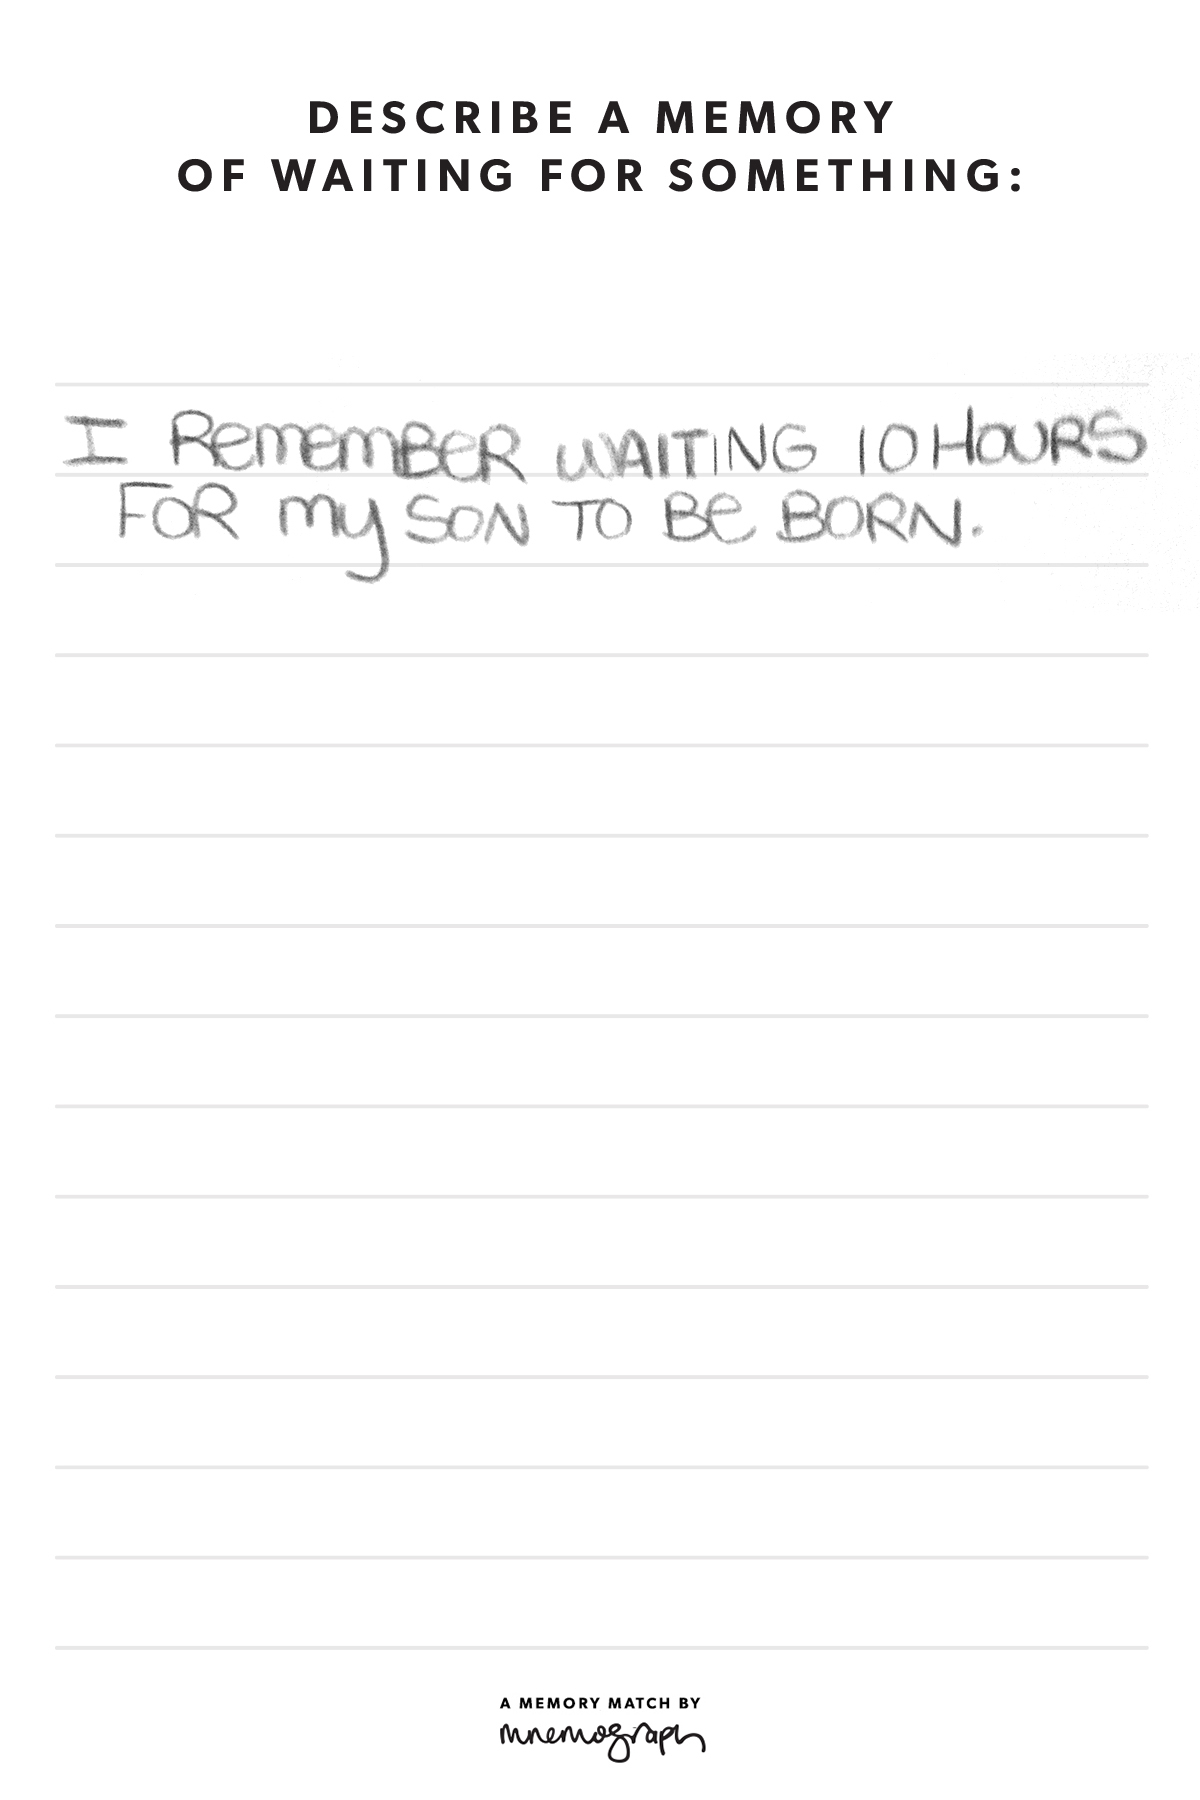 DESCRIBE A MEMORY
OF WAITING FOR SOMETHING:
I RemeMBeR WAITING 10 HOURS
FOR my SON TO Be BORN.
A MEMORY MATCH BY
mnemograph